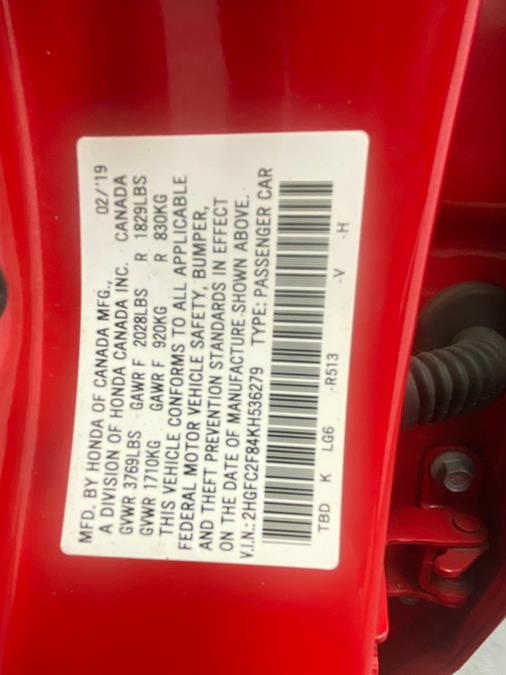 MFD. BY HONDA OF CANADA MFG., 02/'19
A DIVISION OF HONDA CANADA INC. CANADA
GVWR 3769LBS GAWR F 2028LBS R 1829LBS
GVWR 1710KG GAWR F 920KG R 830KG
THIS VEHICLE CONFORMS TO ALL APPLICABLE
FEDERAL MOTOR VEHICLE SAFETY, BUMPER,
AND THEFT PREVENTION STANDARDS IN EFFECT
ON THE DATE OF MANUFACTURE SHOWN ABOVE.
V.I.N.:2HGFC2F84KH536279 TYPE: PASSENGER CAR
TBD K LG6 -R513 -V -H